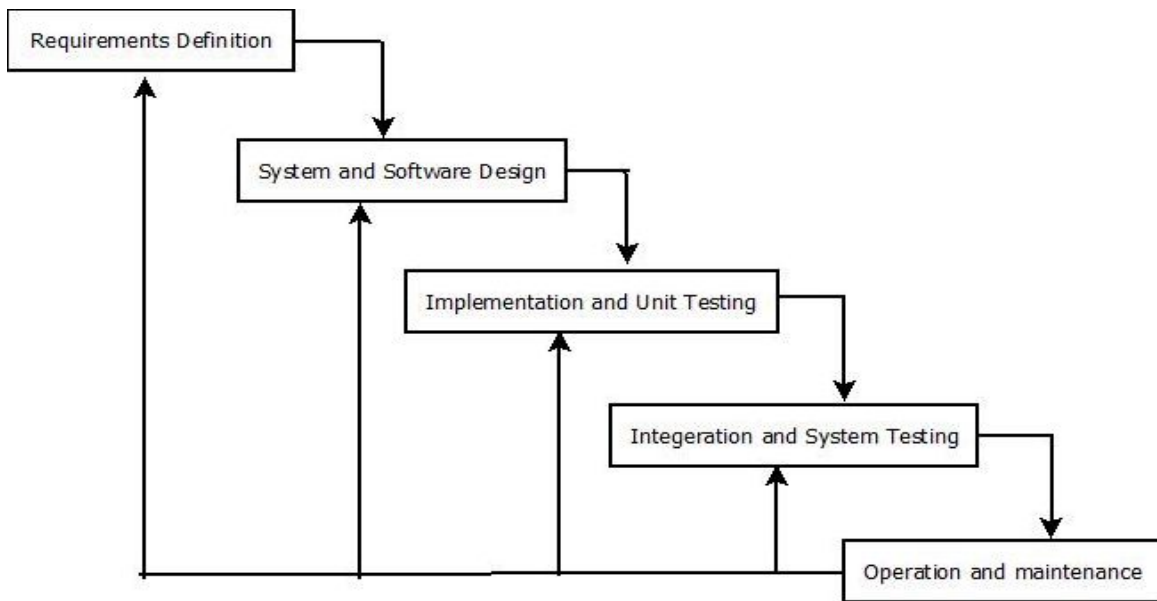 Requirements Definition
System and Software Design
Implementation and Unit Testing
Integeration and System Testing
Operation and maintenance